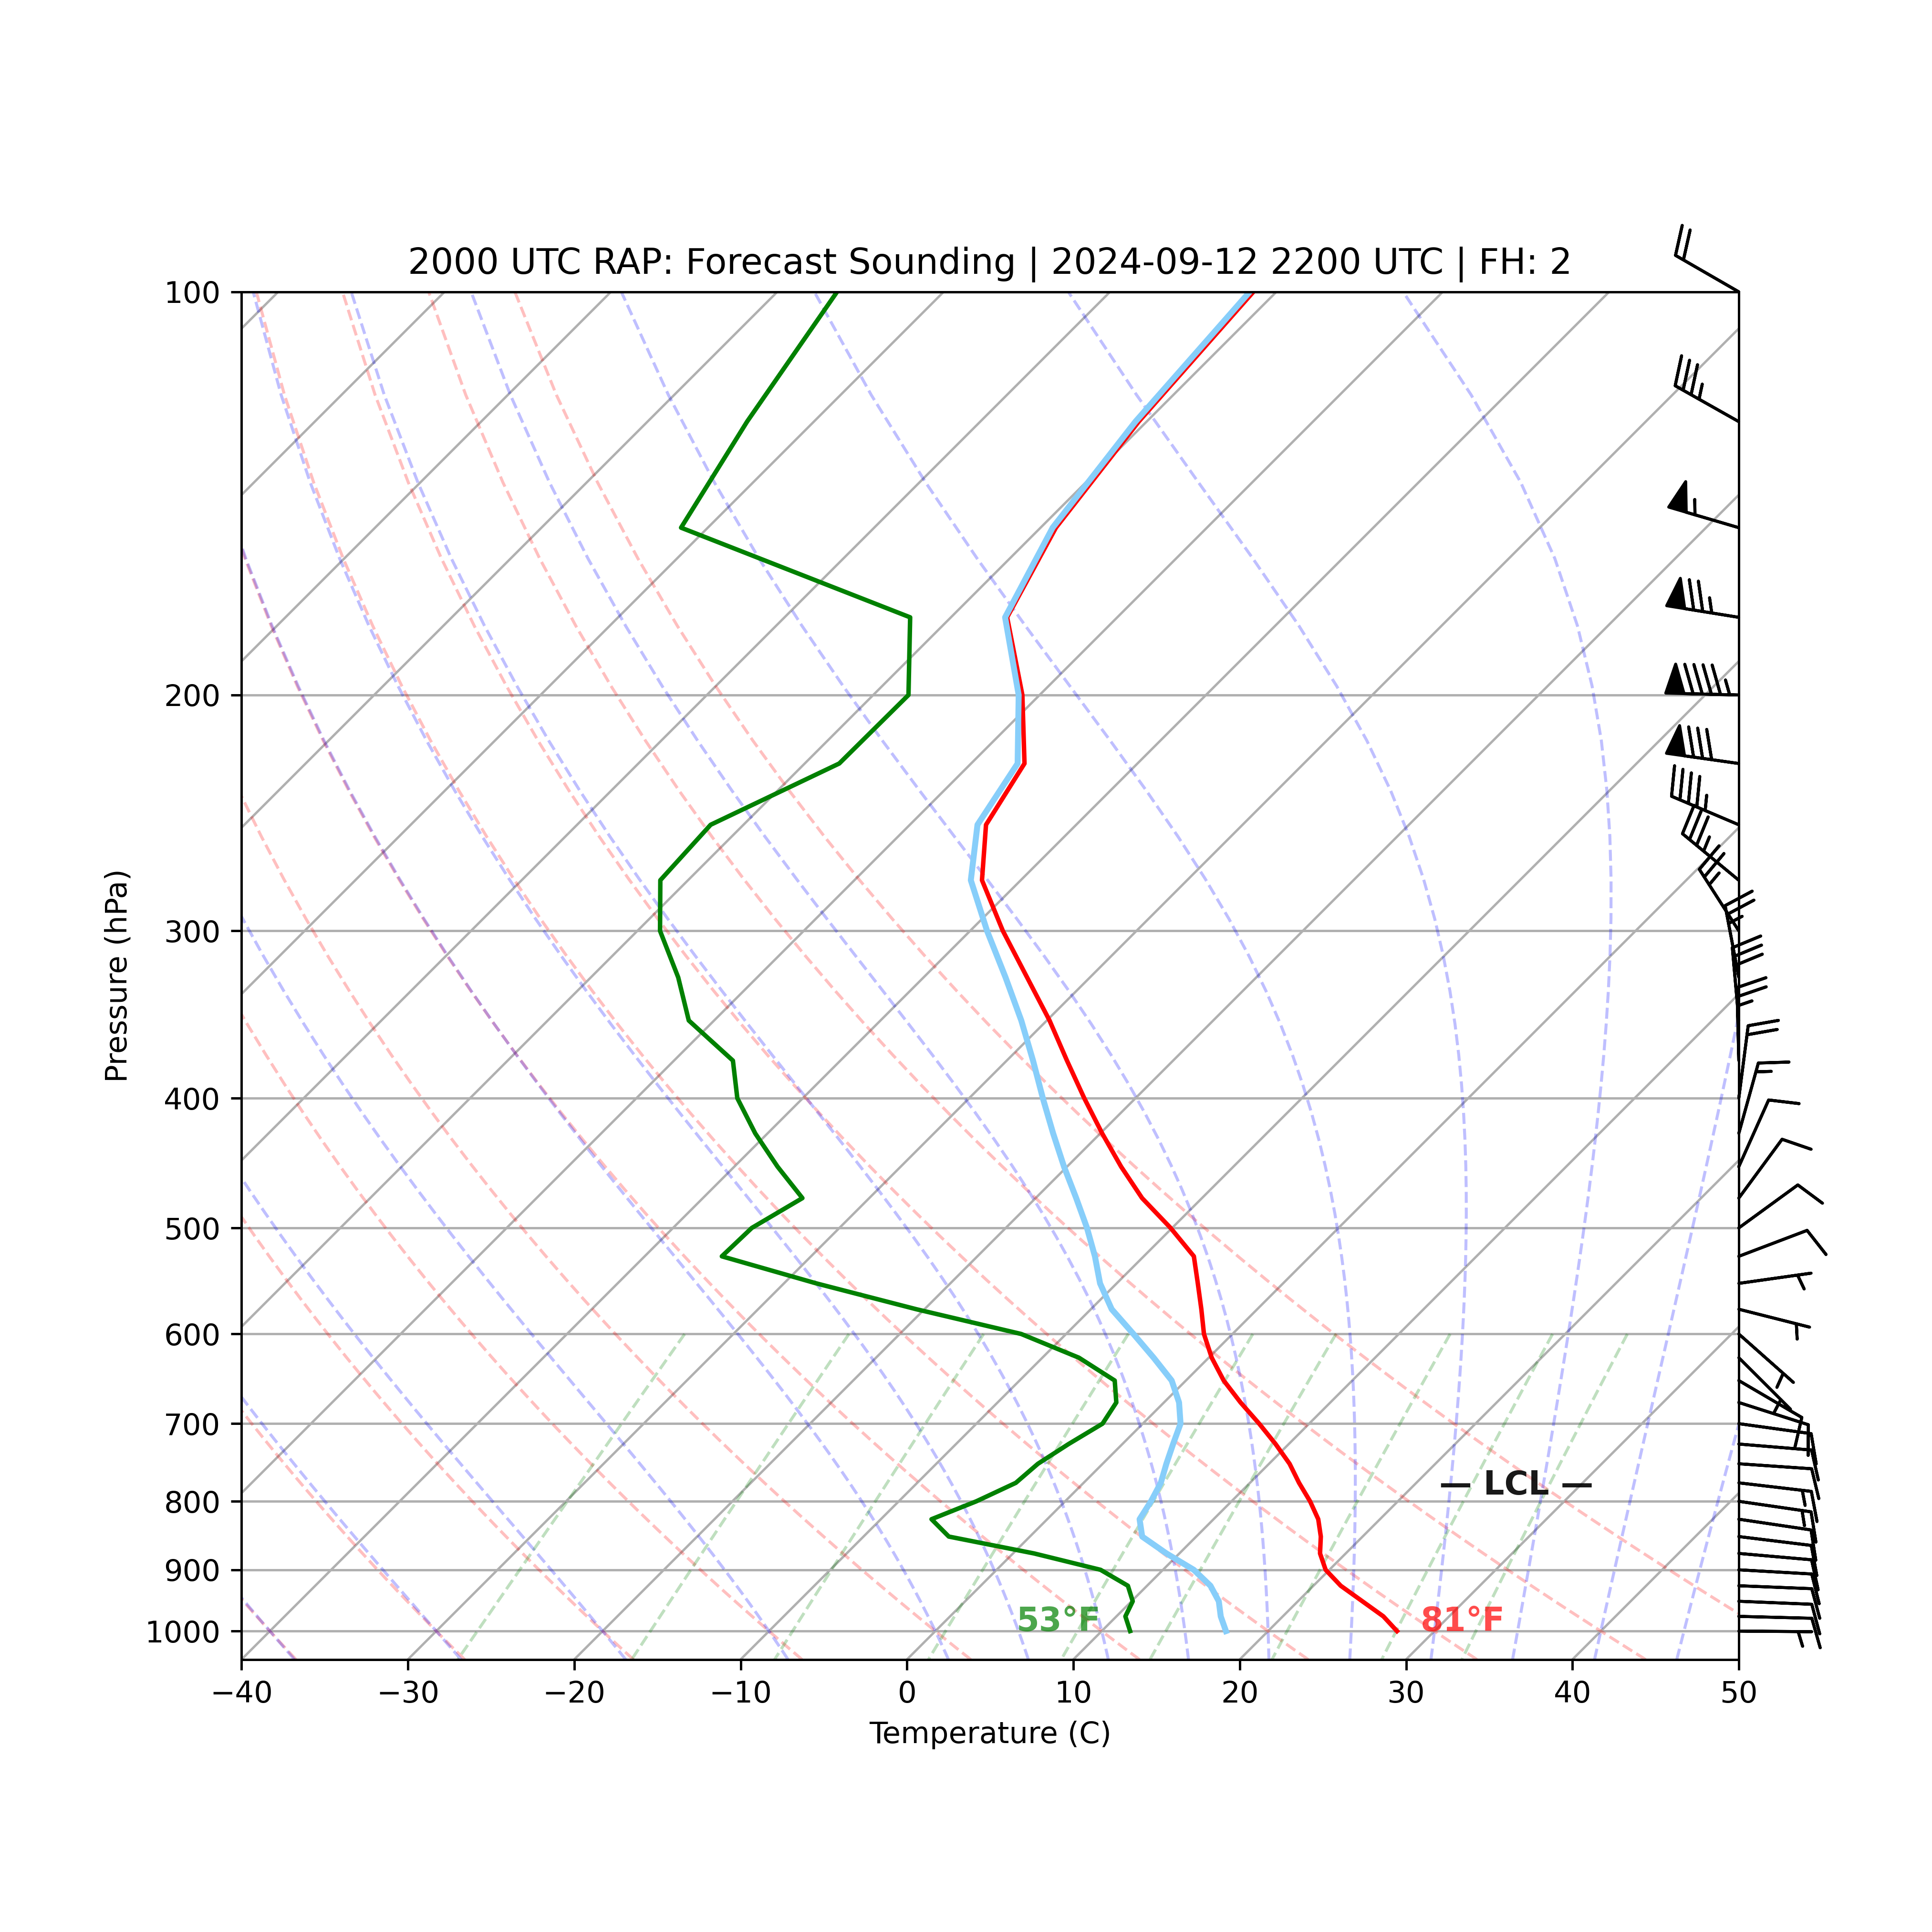 2000 UTC RAP: Forecast Sounding | 2024-09-12 2200 UTC | FH: 2
100
200
300
400
500
600
700
800
900
1000
Pressure (hPa)
— LCL —
53°F
81°F
−40 −30 −20 −10 0 10 20 30 40 50
Temperature (C)